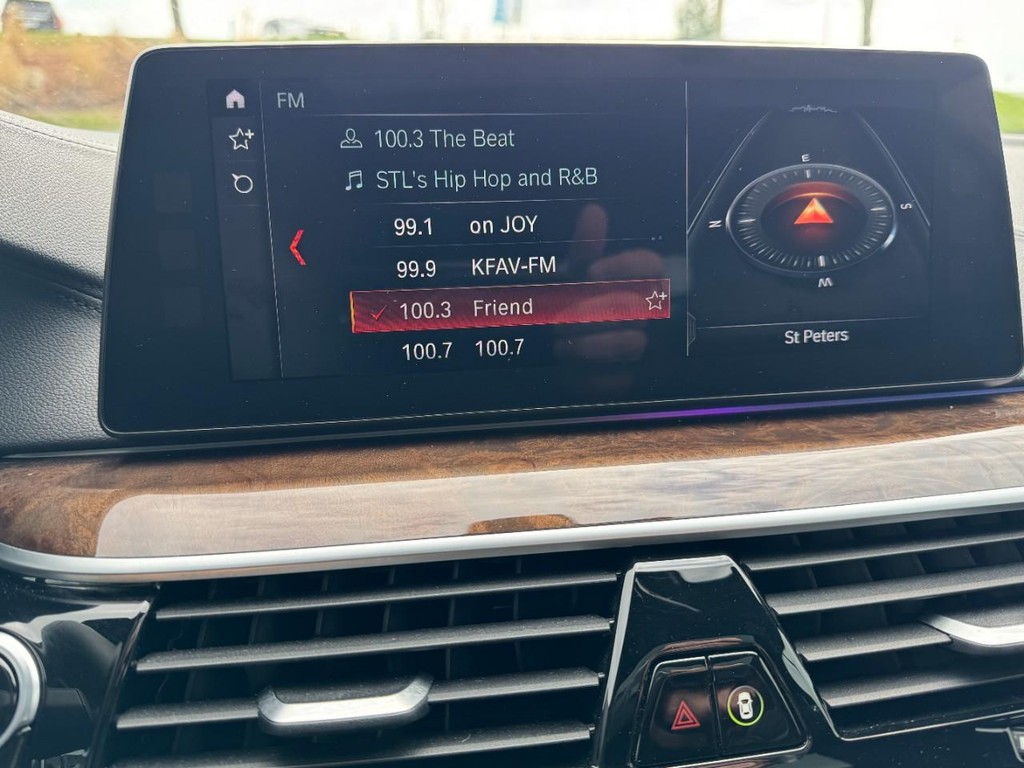 FM
100.3 The Beat
STL's Hip Hop and R&B
99.1 on JOY
99.9 KFAV-FM
100.3 Friend
100.7 100.7
E
N
S
W
St Peters